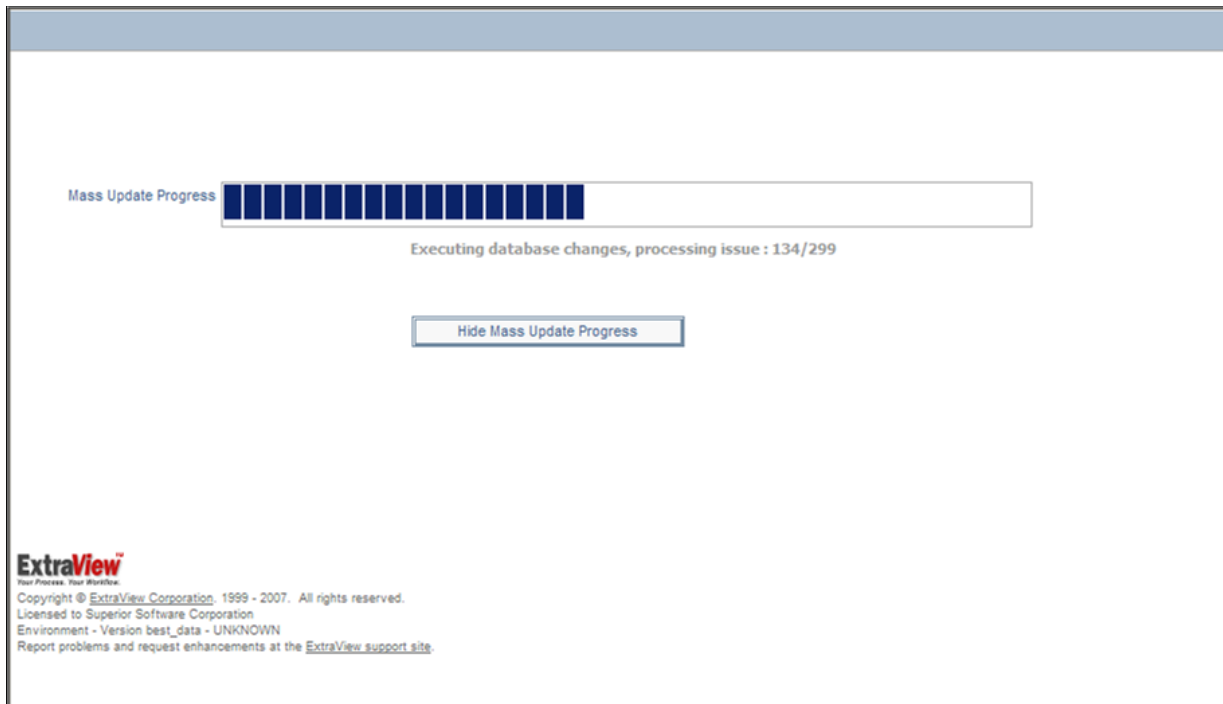 Mass Update Progress
Executing database changes, processing issue : 134/299
Hide Mass Update Progress
ExtraView™
Your Process. Your Workflow.
Copyright © ExtraView Corporation. 1999 - 2007. All rights reserved.
Licensed to Superior Software Corporation
Environment - Version best_data - UNKNOWN
Report problems and request enhancements at the ExtraView support site.